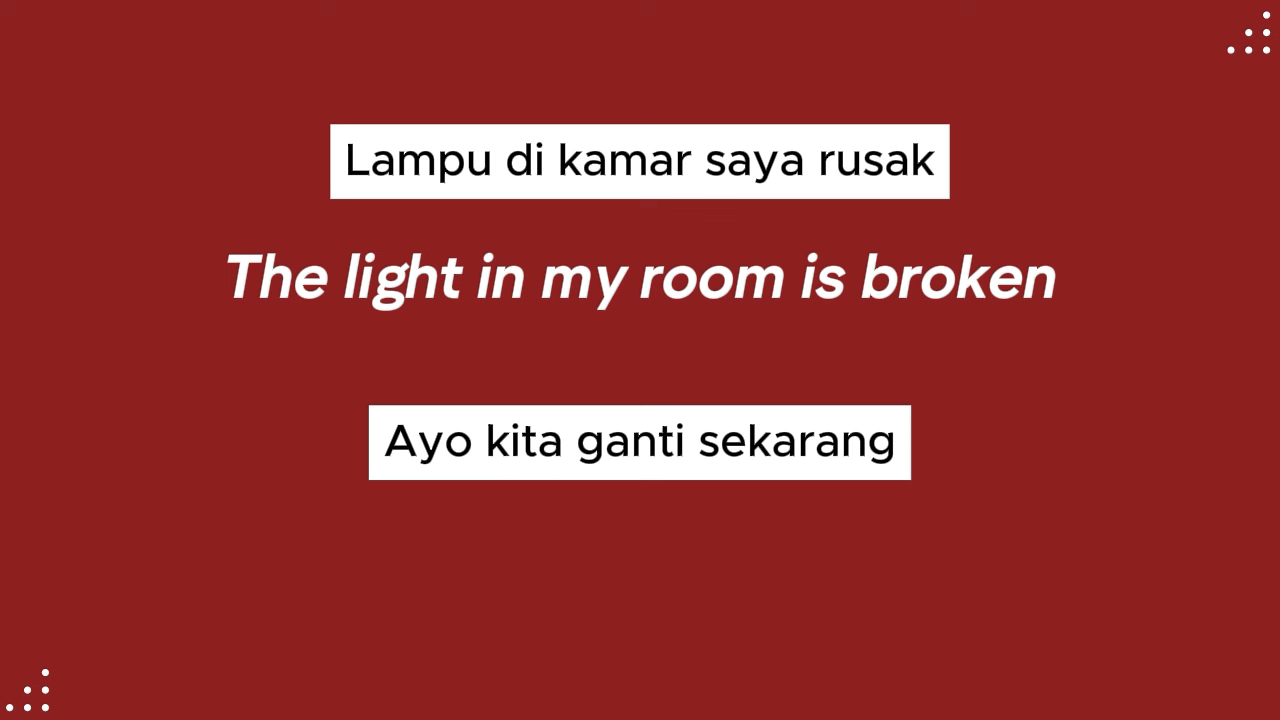 Lampu di kamar saya rusak
The light in my room is broken
Ayo kita ganti sekarang